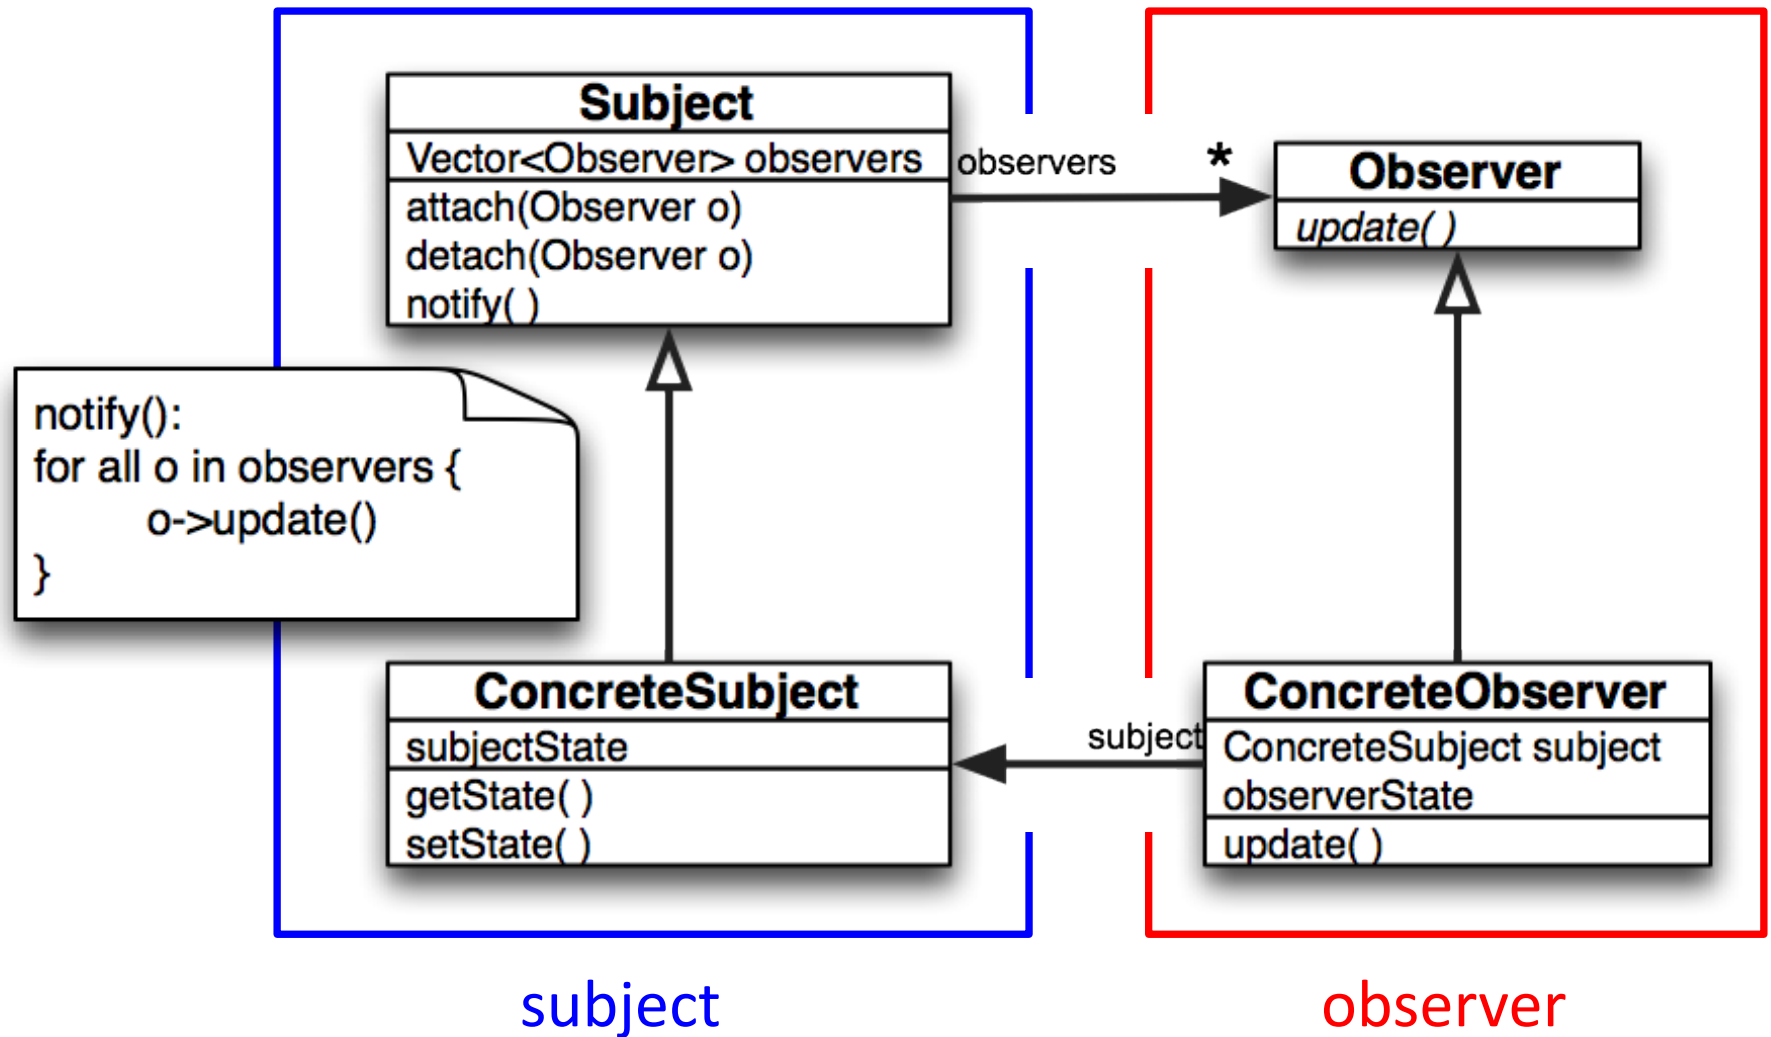 Subject
Vector<Observer> observers
attach(Observer o)
detach(Observer o)
notify( )
observers
*
Observer
update( )
notify():
for all o in observers {
o->update()
}
ConcreteSubject
subjectState
getState( )
setState( )
subject
ConcreteObserver
ConcreteSubject subject
observerState
update( )
subject
observer